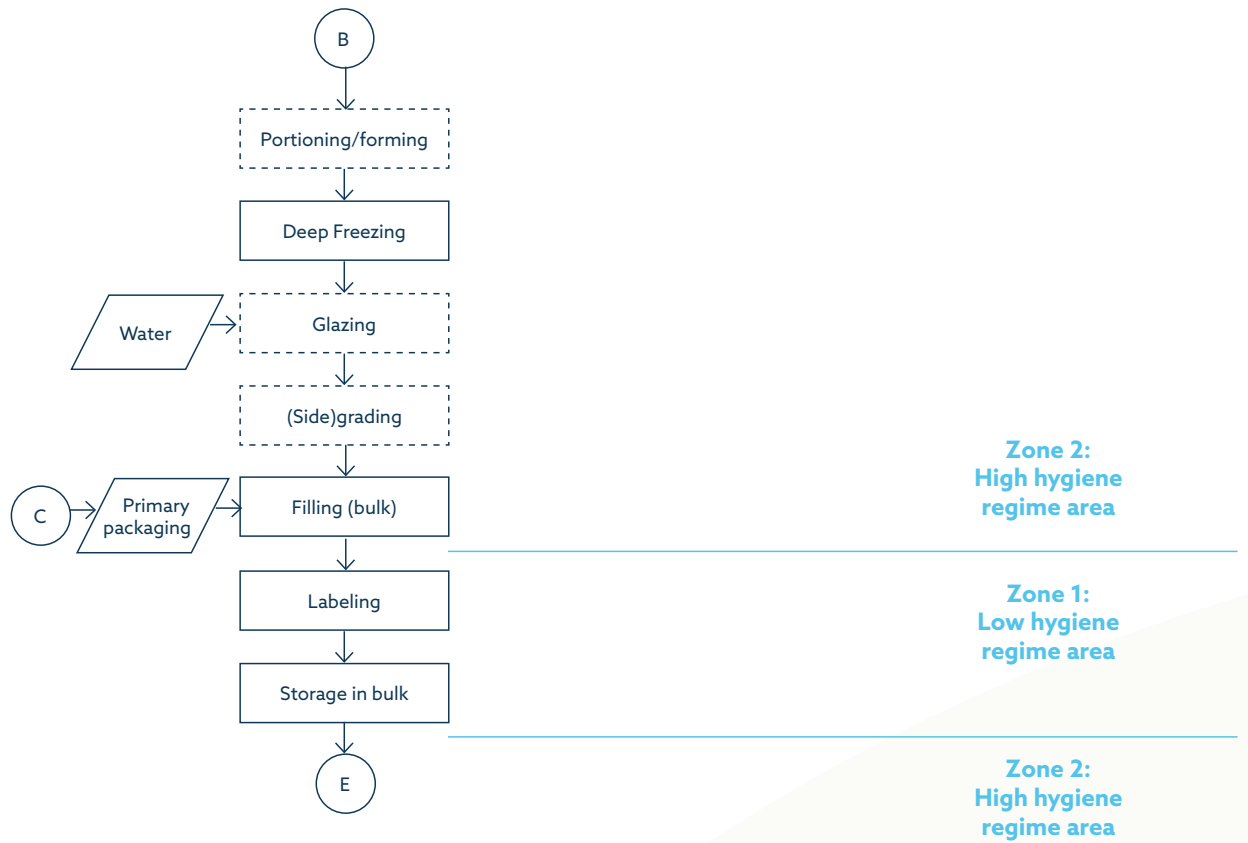 B
Portioning/forming
Deep Freezing
Water
Glazing
(Side)grading
Zone 2:
High hygiene
regime area
C
Primary
packaging
Filling (bulk)
Zone 1:
Low hygiene
regime area
Labeling
Storage in bulk
E
Zone 2:
High hygiene
regime area